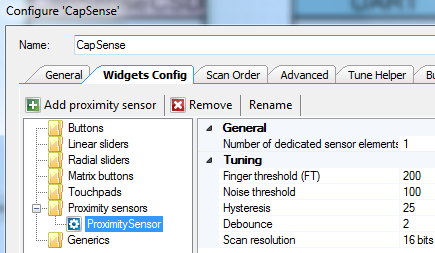 Configure 'CapSense'
Name: CapSense
General Widgets Config Scan Order Advanced Tune Helper
Add proximity sensor Remove Rename
Buttons
Linear sliders
Radial sliders
Matrix buttons
Touchpads
Proximity sensors
ProximitySensor
Generics
General
Number of dedicated sensor elements 1
Tuning
Finger threshold (FT) 200
Noise threshold 100
Hysteresis 25
Debounce 2
Scan resolution 16 bits